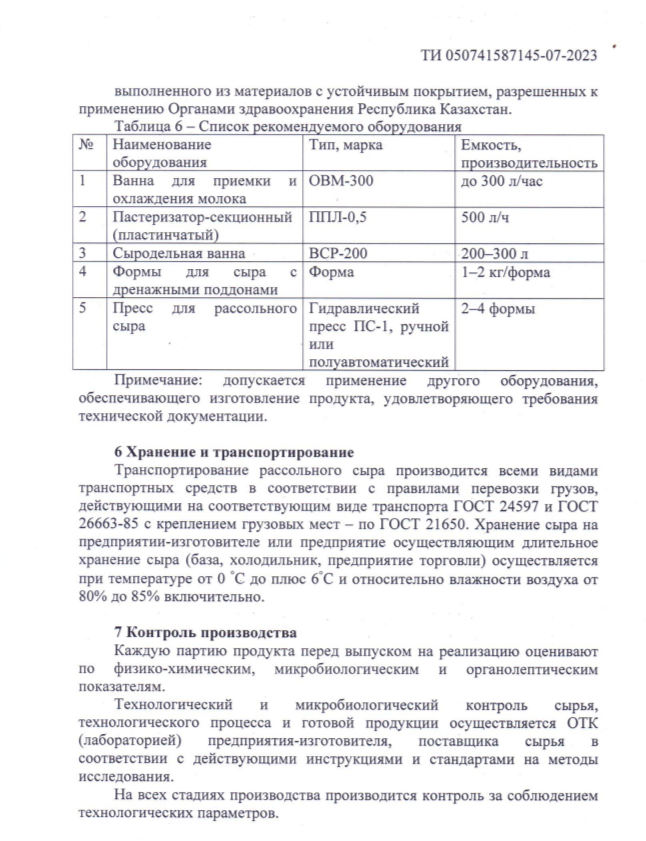 ТИ 050741587145-07-2023
выполненного из материалов с устойчивым покрытием, разрешенных к
применению Органами здравоохранения Республика Казахстан.
Таблица 6 – Список рекомендуемого оборудования
№ Наименование оборудования Тип, марка Емкость, производительность
1 Ванна для приемки и охлаждения молока ОВМ-300 до 300 л/час
2 Пастеризатор-секционный (пластинчатый) ППЛ-0,5 500 л/ч
3 Сыродельная ванна ВСР-200 200–300 л
4 Формы для сыра с дренажными поддонами Форма 1–2 кг/форма
5 Пресс для рассольного сыра Гидравлический пресс ПС-1, ручной или полуавтоматический 2–4 формы
Примечание: допускается применение другого оборудования,
обеспечивающего изготовление продукта, удовлетворяющего требования
технической документации.
6 Хранение и транспортирование
Транспортирование рассольного сыра производится всеми видами
транспортных средств в соответствии с правилами перевозки грузов,
действующими на соответствующим виде транспорта ГОСТ 24597 и ГОСТ
26663-85 с креплением грузовых мест – по ГОСТ 21650. Хранение сыра на
предприятии-изготовителе или предприятие осуществляющим длительное
хранение сыра (база, холодильник, предприятие торговли) осуществляется
при температуре от 0 °С до плюс 6°С и относительно влажности воздуха от
80% до 85% включительно.
7 Контроль производства
Каждую партию продукта перед выпуском на реализацию оценивают
по физико-химическим, микробиологическим и органолептическим
показателям.
Технологический и микробиологический контроль сырья,
технологического процесса и готовой продукции осуществляется ОТК
(лабораторией) предприятия-изготовителя, поставщика сырья в
соответствии с действующими инструкциями и стандартами на методы
исследования.
На всех стадиях производства производится контроль за соблюдением
технологических параметров.